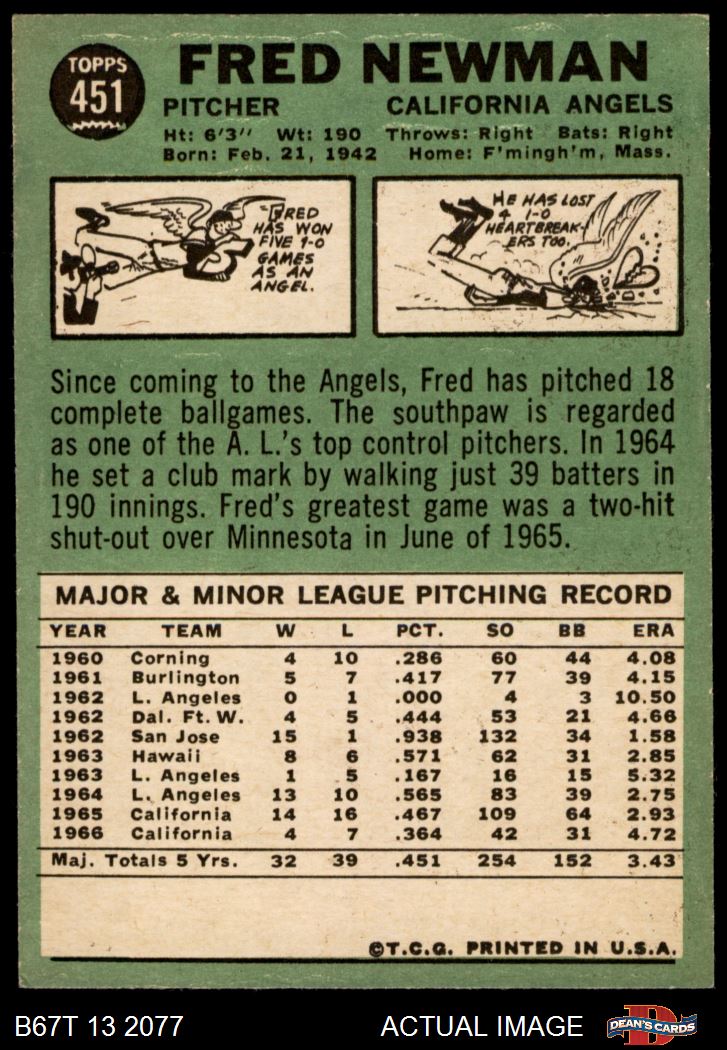 TOPPS
451
FRED NEWMAN
PITCHER CALIFORNIA ANGELS
Ht: 6'3" Wt: 190 Throws: Right Bats: Right
Born: Feb. 21, 1942 Home: F'mingh'm, Mass.
FRED
HAS WON
FIVE 1-0
GAMES
AS AN
ANGEL.
HE HAS LOST
4 1-0
HEARTBREAK-
ERS TOO.
Since coming to the Angels, Fred has pitched 18
complete ballgames. The southpaw is regarded
as one of the A. L.'s top control pitchers. In 1964
he set a club mark by walking just 39 batters in
190 innings. Fred's greatest game was a two-hit
shut-out over Minnesota in June of 1965.
MAJOR & MINOR LEAGUE PITCHING RECORD
YEAR TEAM W L PCT. SO BB ERA
1960 Corning 4 10 .286 60 44 4.08
1961 Burlington 5 7 .417 77 39 4.15
1962 L. Angeles 0 1 .000 4 3 10.50
1962 Dal. Ft. W. 4 5 .444 53 21 4.66
1962 San Jose 15 1 .938 132 34 1.58
1963 Hawaii 8 6 .571 62 31 2.85
1963 L. Angeles 1 5 .167 16 15 5.32
1964 L. Angeles 13 10 .565 83 39 2.75
1965 California 14 16 .467 109 64 2.93
1966 California 4 7 .364 42 31 4.72
Maj. Totals 5 Yrs. 32 39 .451 254 152 3.43
©T.C.G. PRINTED IN U.S.A.
B67T 13 2077 ACTUAL IMAGE
D
DEAN'S CARDS